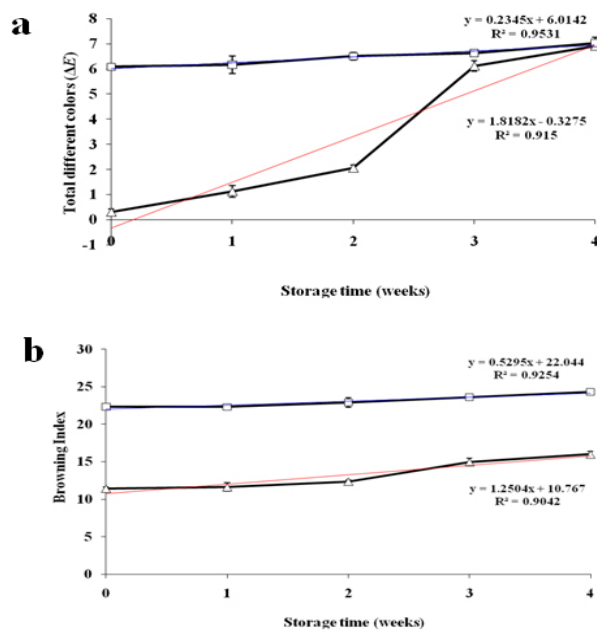 a
y = 0.2345x + 6.0142
R² = 0.9531
8
7
6
5
4
3
2
1
0
-1
Total different colors (ΔE)
y = 1.8182x - 0.3275
R² = 0.915
0 1 2 3 4
Storage time (weeks)
b
y = 0.5295x + 22.044
R² = 0.9254
30
25
20
15
10
5
0
Browning Index
y = 1.2504x + 10.767
R² = 0.9042
0 1 2 3 4
Storage time (weeks)